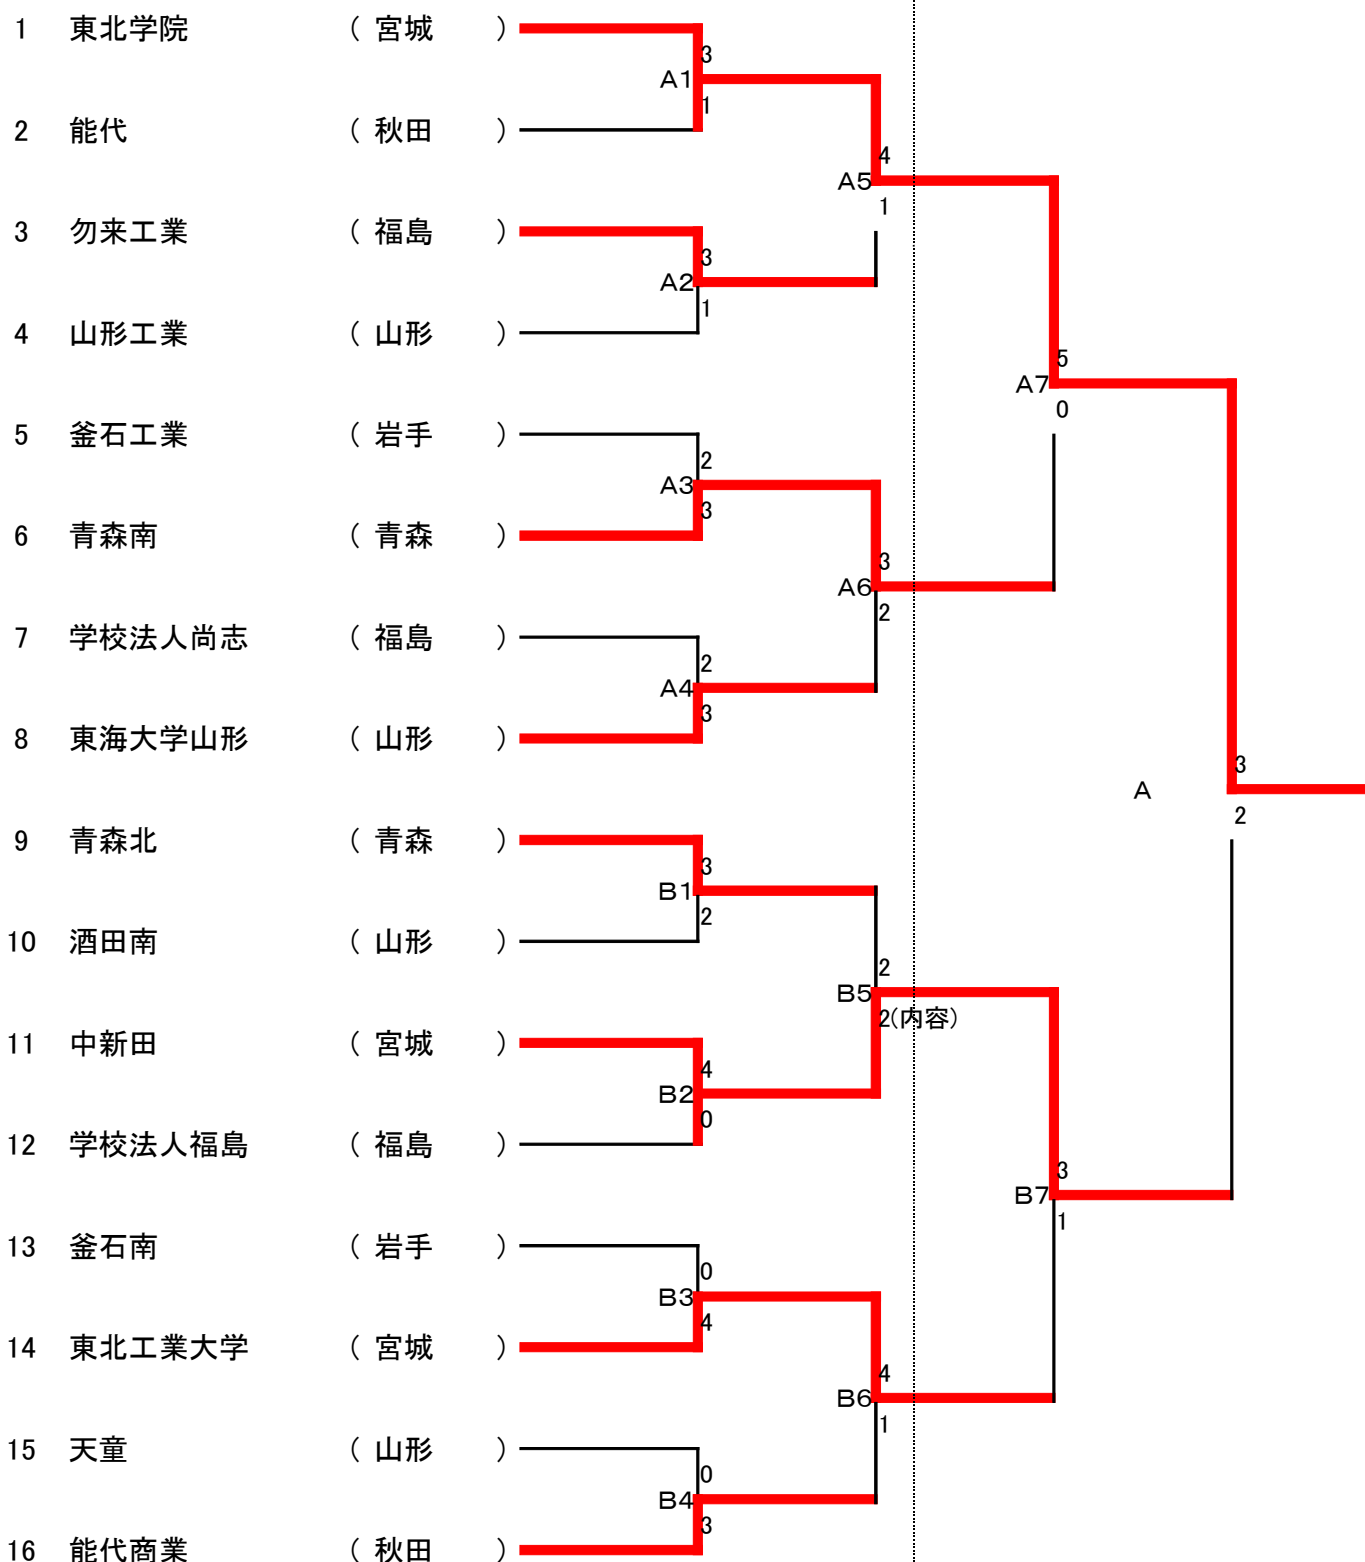 1 東北学院 ( 宮城 )
3
A1
1
2 能代 ( 秋田 )
4
A5
1
3 勿来工業 ( 福島 )
3
A2
1
4 山形工業 ( 山形 )
5
A7
0
5 釜石工業 ( 岩手 )
2
A3
3
6 青森南 ( 青森 )
3
A6
2
7 学校法人尚志 ( 福島 )
2
A4
3
8 東海大学山形 ( 山形 )
3
A
2
9 青森北 ( 青森 )
3
B1
2
10 酒田南 ( 山形 )
2
B5
2(内容)
11 中新田 ( 宮城 )
4
B2
0
12 学校法人福島 ( 福島 )
3
B7
1
13 釜石南 ( 岩手 )
0
B3
4
14 東北工業大学 ( 宮城 )
4
B6
1
15 天童 ( 山形 )
0
B4
3
16 能代商業 ( 秋田 )